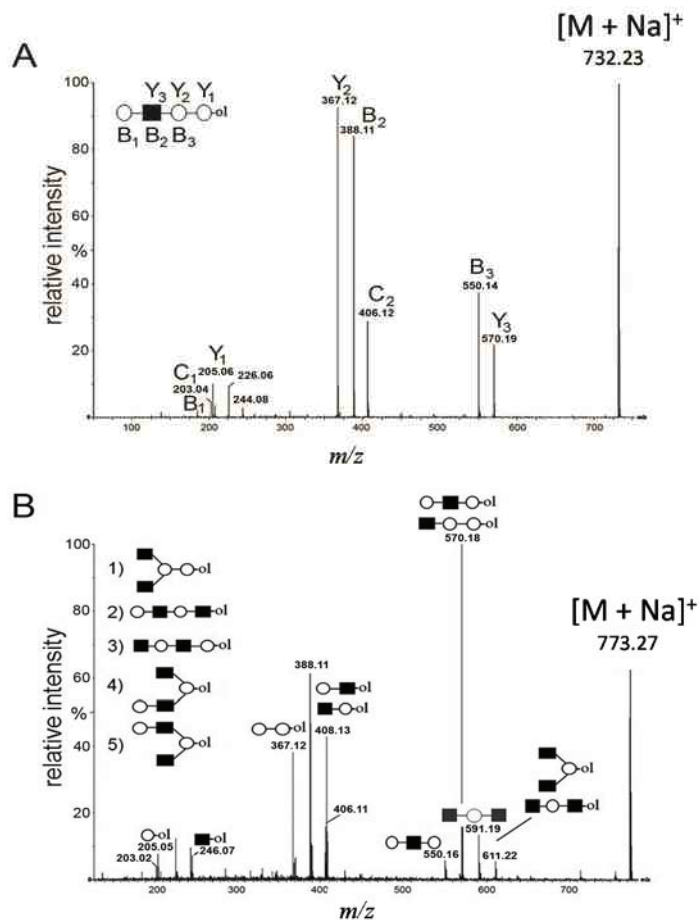 A
[M + Na]+
732.23
Y3 Y2 Y1
ol
B1 B2 B3
relative intensity
%
100
80
60
40
20
Y2
367.12
B2
388.11
C2
406.12
B3
550.14
Y3
570.19
C1
203.04
B1
Y1
205.06
226.06
244.08
100 200 300 400 500 600 700
m/z
B
[M + Na]+
773.27
relative intensity
%
100
80
60
40
20
1) ol
2) ol
3) ol
4) ol
5) ol
ol
ol
570.18
388.11
ol
ol
408.13
ol
367.12
406.11
ol
205.05
203.02
ol
246.07
550.16
591.19
ol
ol
611.22
200 300 400 500 600 700
m/z